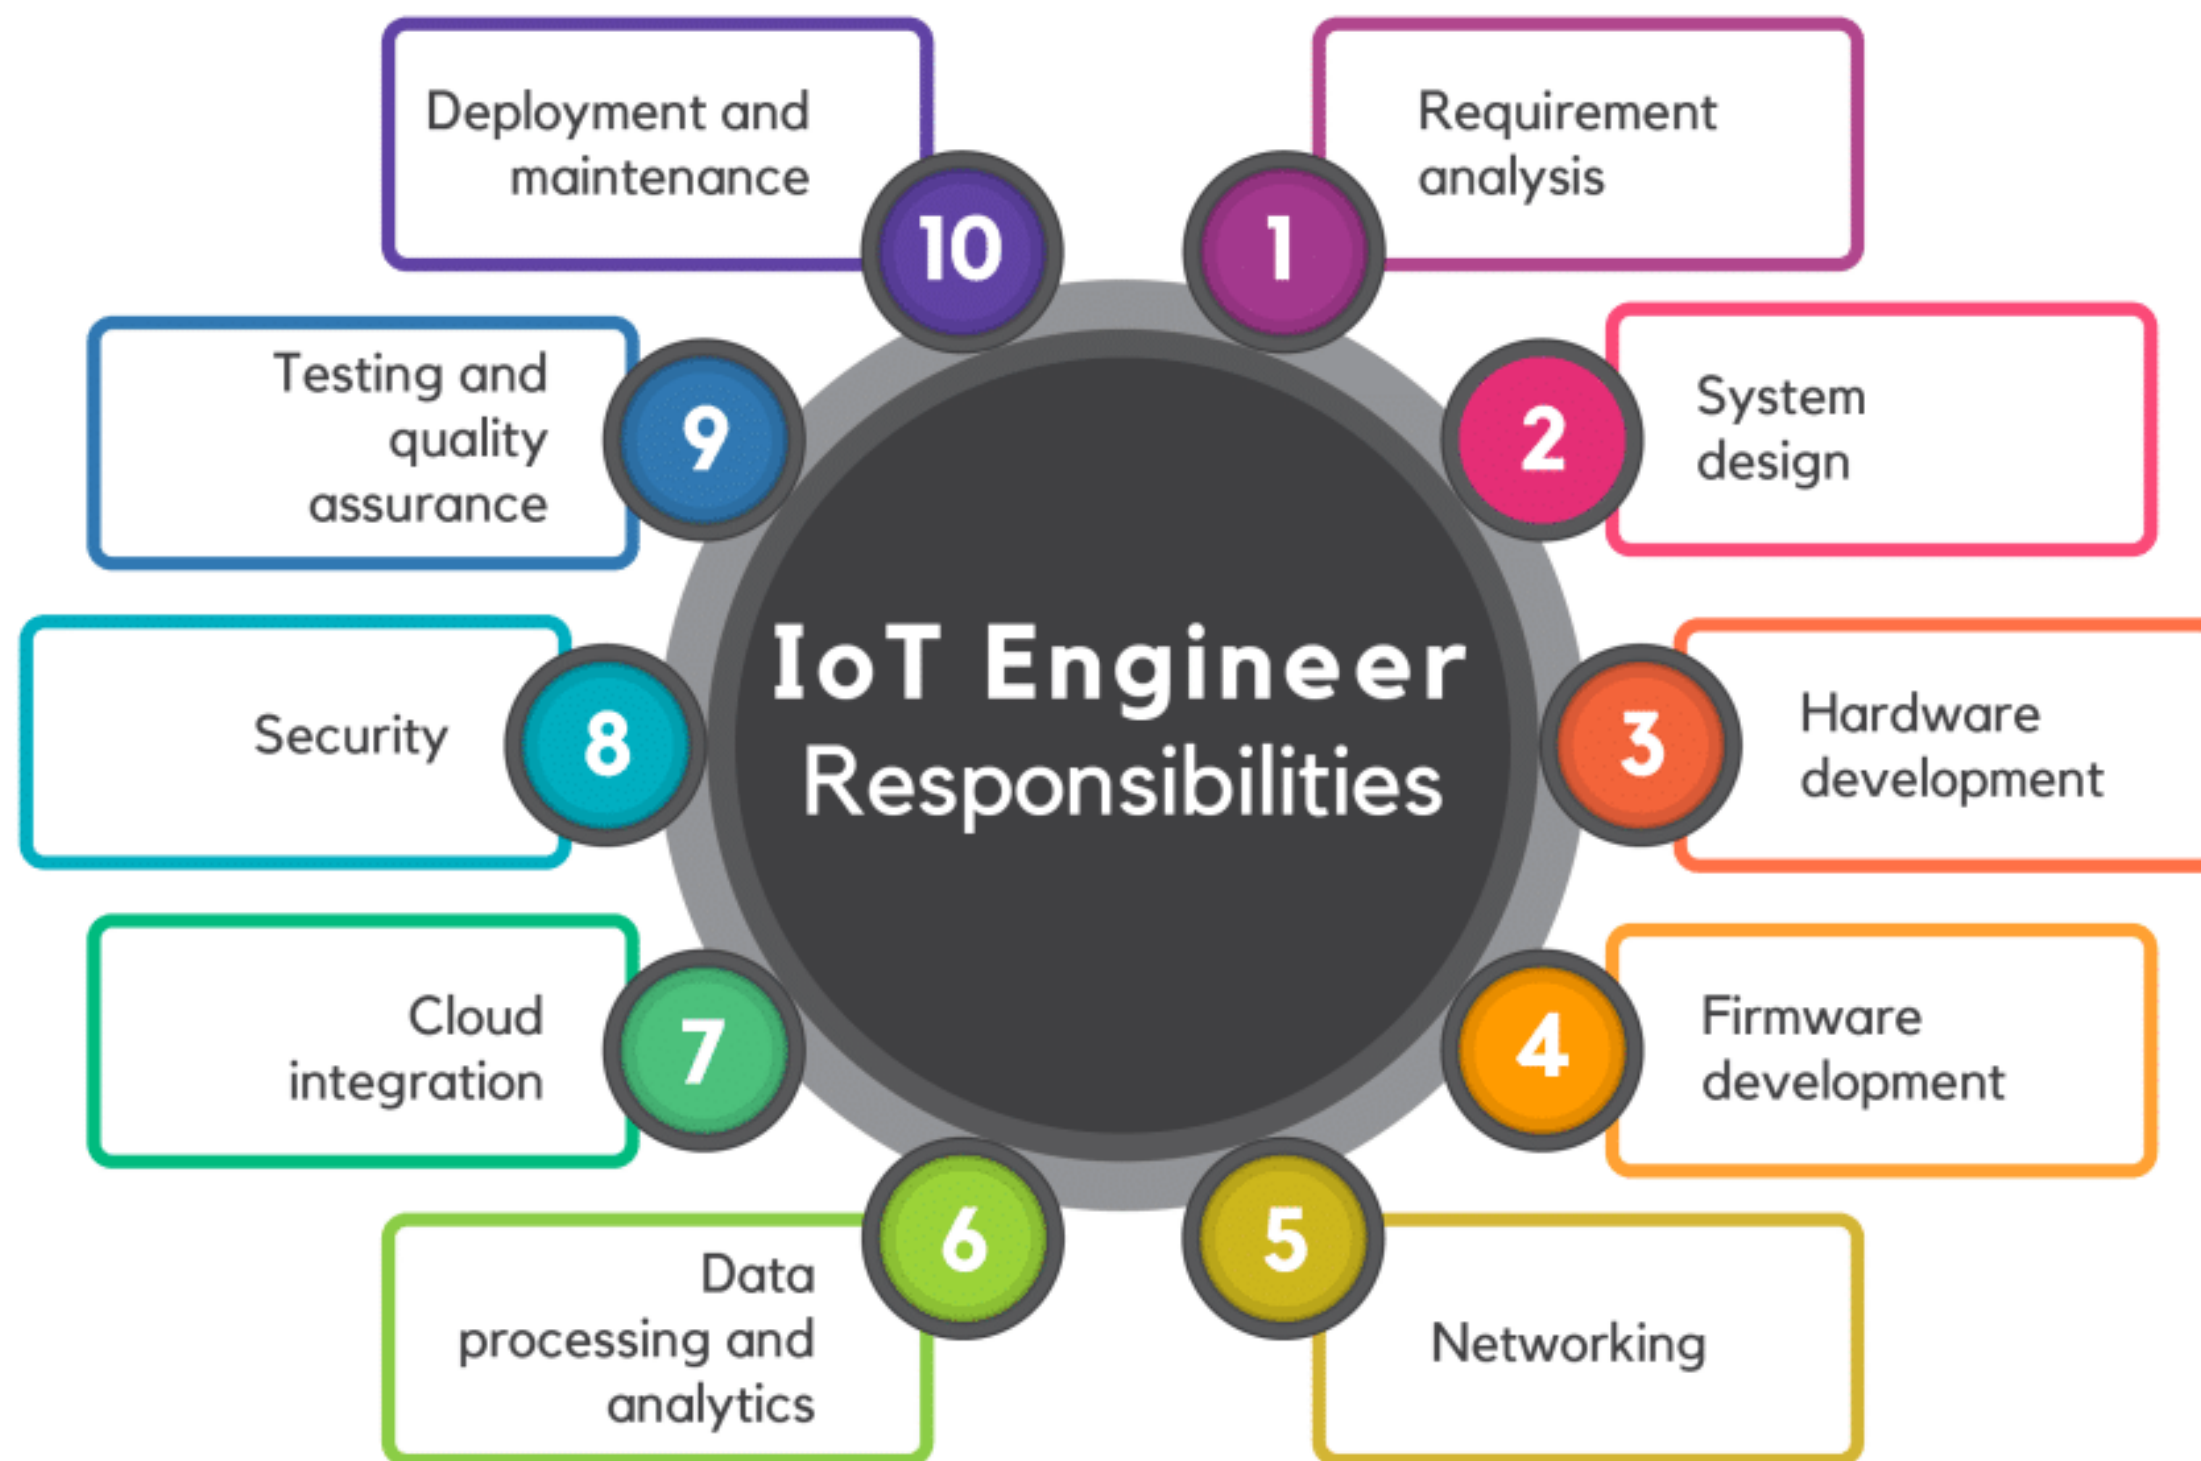 IoT Engineer
Responsibilities
1
Requirement
analysis
2
System
design
3
Hardware
development
4
Firmware
development
5
Networking
6
Data
processing and
analytics
7
Cloud
integration
8
Security
9
Testing and
quality
assurance
10
Deployment and
maintenance